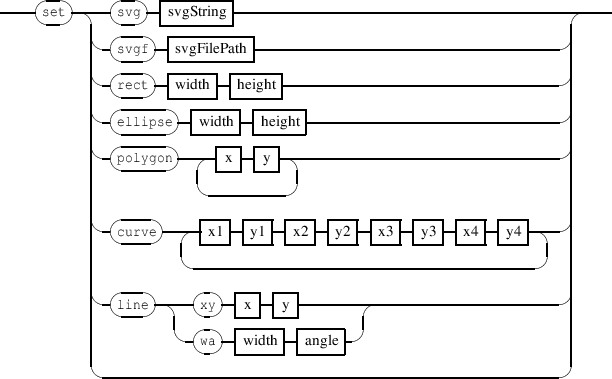 set svg svgString
svgf svgFilePath
rect width height
ellipse width height
polygon x y
curve x1 y1 x2 y2 x3 y3 x4 y4
line xy x y
wa width angle